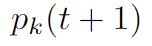 p_k(t + 1)